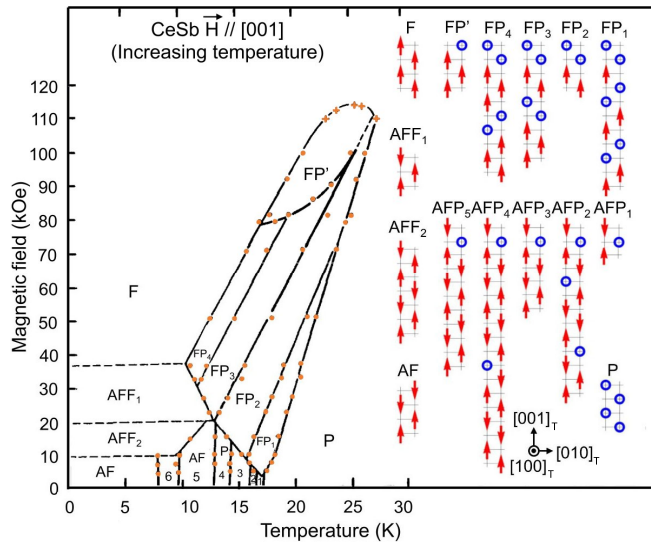 CeSb H // [001]
(Increasing temperature)
F FP' FP4 FP3 FP2 FP1
AFF1
AFF2 AFP5 AFP4 AFP3 AFP2 AFP1
AF
P
[001]T
[010]T
[100]T
Magnetic field (kOe)
120
110
100
90
80
70
60
50
40
30
20
10
0
FP'
F
FP4
FP3
AFF1
FP2
AFF2
AF
P
FP1
P
AF
6
5
4
3
2
1
0 5 10 15 20 25 30
Temperature (K)